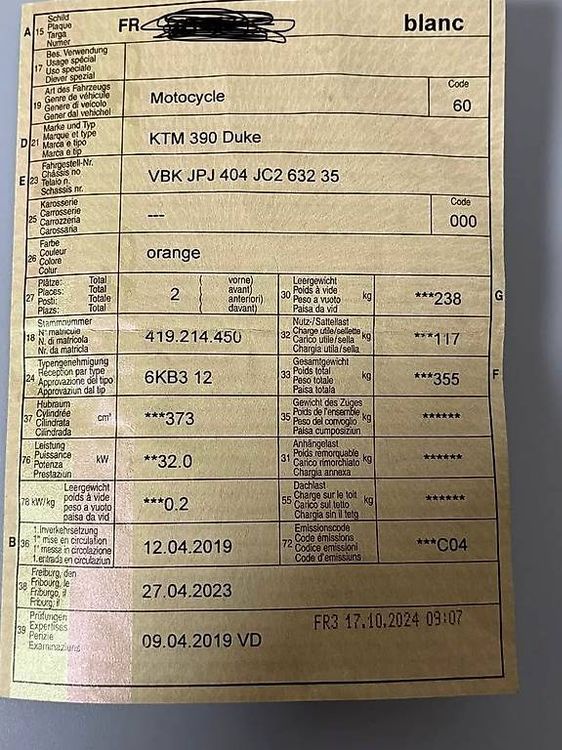 A 15 Schild
Plaque
Targa
Numer
FR
blanc
17 Bes. Verwendung
Usage spécial
Uso speciale
Diever spezial
19 Art des Fahrzeugs
Genre de véhicule
Genere di veicolo
Gener dal vehichel
Motocycle
Code
60
D 21 Marke und Typ
Marque et type
Marca e tipo
Marca e tip
KTM 390 Duke
E 23 Fahrgestell-Nr.
Châssis no
Telaio n.
Schassis nr.
VBK JPJ 404 JC2 632 35
25 Karosserie
Carrosserie
Carrozzeria
Carossaria
---
Code
000
26 Farbe
Couleur
Colore
Colur
orange
27 Plätze: Total
Places: Total
Posti: Totale
Plazs: Total
2
( vorne)
( avant)
( anteriori)
( davant)
30 Leergewicht
Poids à vide
Peso a vuoto
Paisa da vid
kg
***238
G
18 Stammnummer
N° matricule
N. di matricola
Nr. da matricla
419.214.450
32 Nutz-/Sattellast
Charge utile/sellette
Carico utile/sella
Chargia utila/sella
kg
***117
24 Typengenehmigung
Réception par type
Approvazione del tipo
Approvaziun dal tip
6KB3 12
33 Gesamtgewicht
Poids total
Peso totale
Paisa totala
kg
***355
F
37 Hubraum
Cylindrée
Cilindrata
Cilindrada
cm³
***373
35 Gewicht des Zuges
Poids de l'ensemble
Peso del convoglio
Paisa cumposiziun
kg
******
76 Leistung
Puissance
Potenza
Prestaziun
kW
**32.0
31 Anhängelast
Poids remorquable
Carico rimorchiato
Chargia annexa
kg
******
78 kW/kg Leergewicht
poids à vide
peso a vuoto
paisa da vid
***0.2
55 Dachlast
Charge sur le toit
Carico sul tetto
Chargia sin il tetg
kg
******
B 36 1. Inverkehrsetzung
1re mise en circulation
1a messa in circolazione
1. entrada en circulaziun
12.04.2019
72 Emissionscode
Code émissions
Codice emissioni
Code d'emissiuns
***C04
38 Freiburg, den
Fribourg, le
Friburgo, il
Friburg, il
27.04.2023
39 Prüfungen
Expertises
Perizie
Examinaziuns
09.04.2019 VD
FR3 17.10.2024 09:07